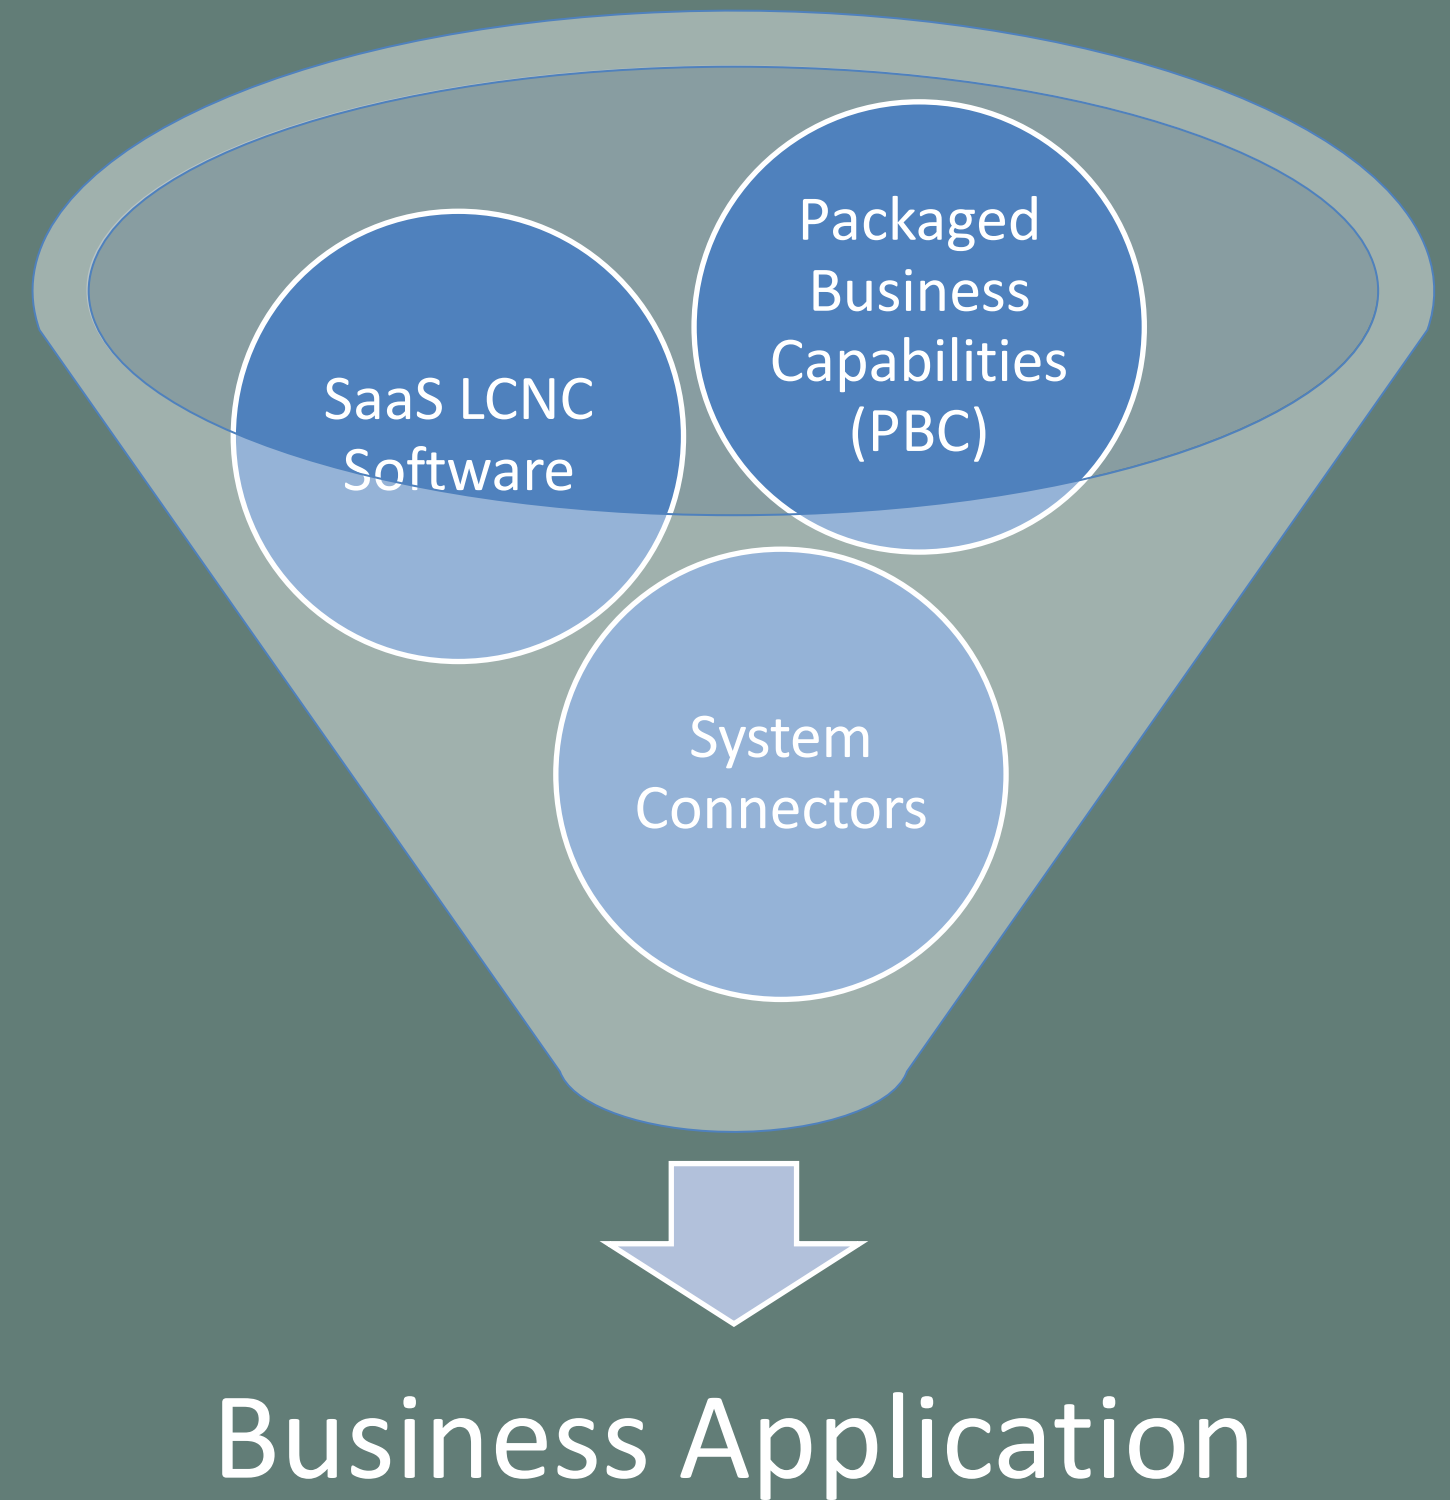 Packaged
Business
Capabilities
(PBC)
SaaS LCNC
Software
System
Connectors
Business Application